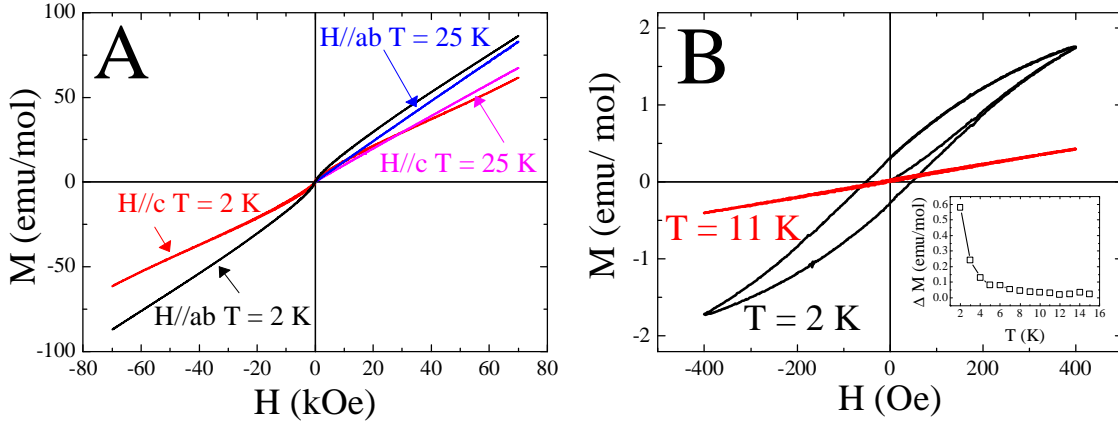 A
H//ab T = 25 K
H//c T = 25 K
H//c T = 2 K
H//ab T = 2 K
M (emu/mol)
100
50
0
-50
-100
-80 -60 -40 -20 0 20 40 60 80
H (kOe)
B
T = 11 K
T = 2 K
M (emu/ mol)
2
1
0
-1
-2
-400 -200 0 200 400
H (Oe)
Δ M (emu/mol)
0.6
0.5
0.4
0.3
0.2
0.1
0.0
2 4 6 8 10 12 14 16
T (K)